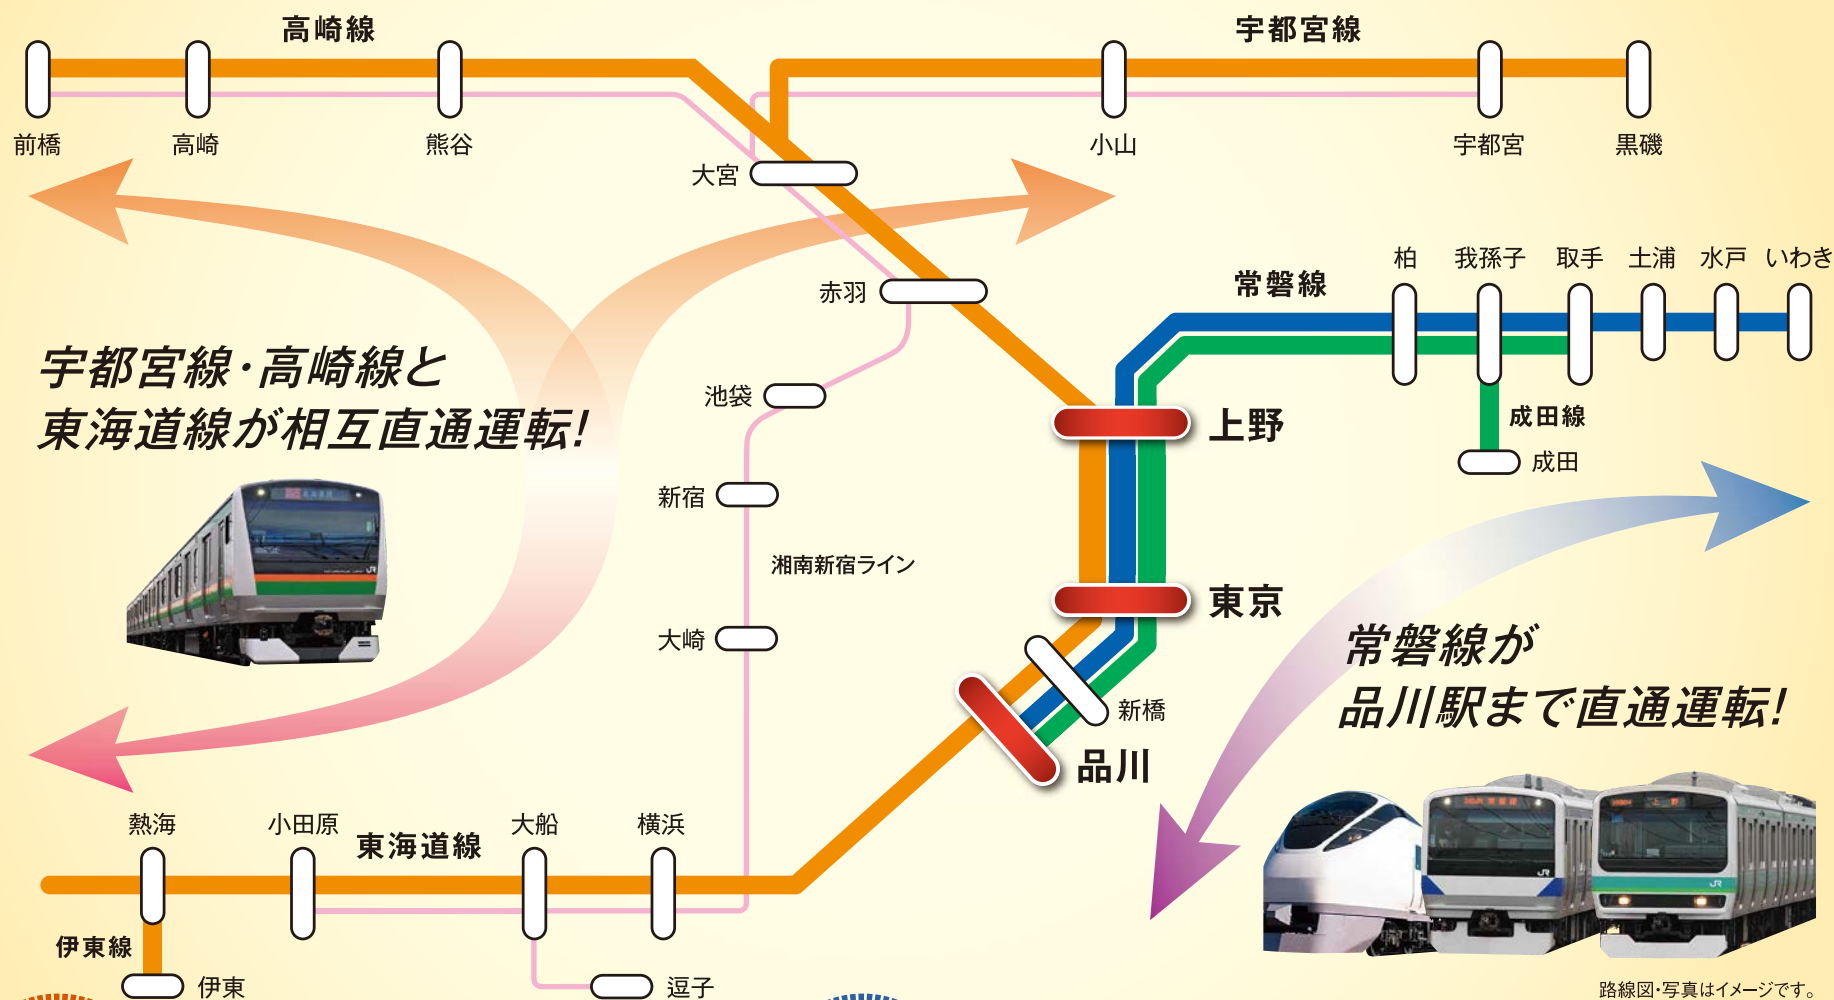 高崎線
宇都宮線
前橋
高崎
熊谷
小山
宇都宮
黒磯
大宮
赤羽
常磐線
柏
我孫子
取手
土浦
水戸
いわき
宇都宮線・高崎線と
東海道線が相互直通運転!
池袋
上野
成田線
成田
新宿
湘南新宿ライン
東京
大崎
新橋
品川
常磐線が
品川駅まで直通運転!
熱海
小田原
東海道線
大船
横浜
伊東線
伊東
逗子
JR
JR
JR
上野
路線図・写真はイメージです。